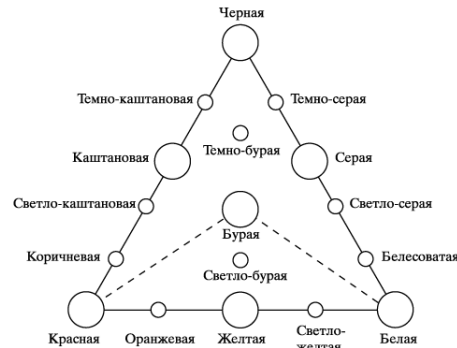 Черная
Темно-каштановая
Темно-серая
Темно-бурая
Каштановая
Серая
Светло-каштановая
Светло-серая
Бурая
Коричневая
Белесоватая
Светло-бурая
Красная
Оранжевая
Желтая
Светло-
желтая
Белая